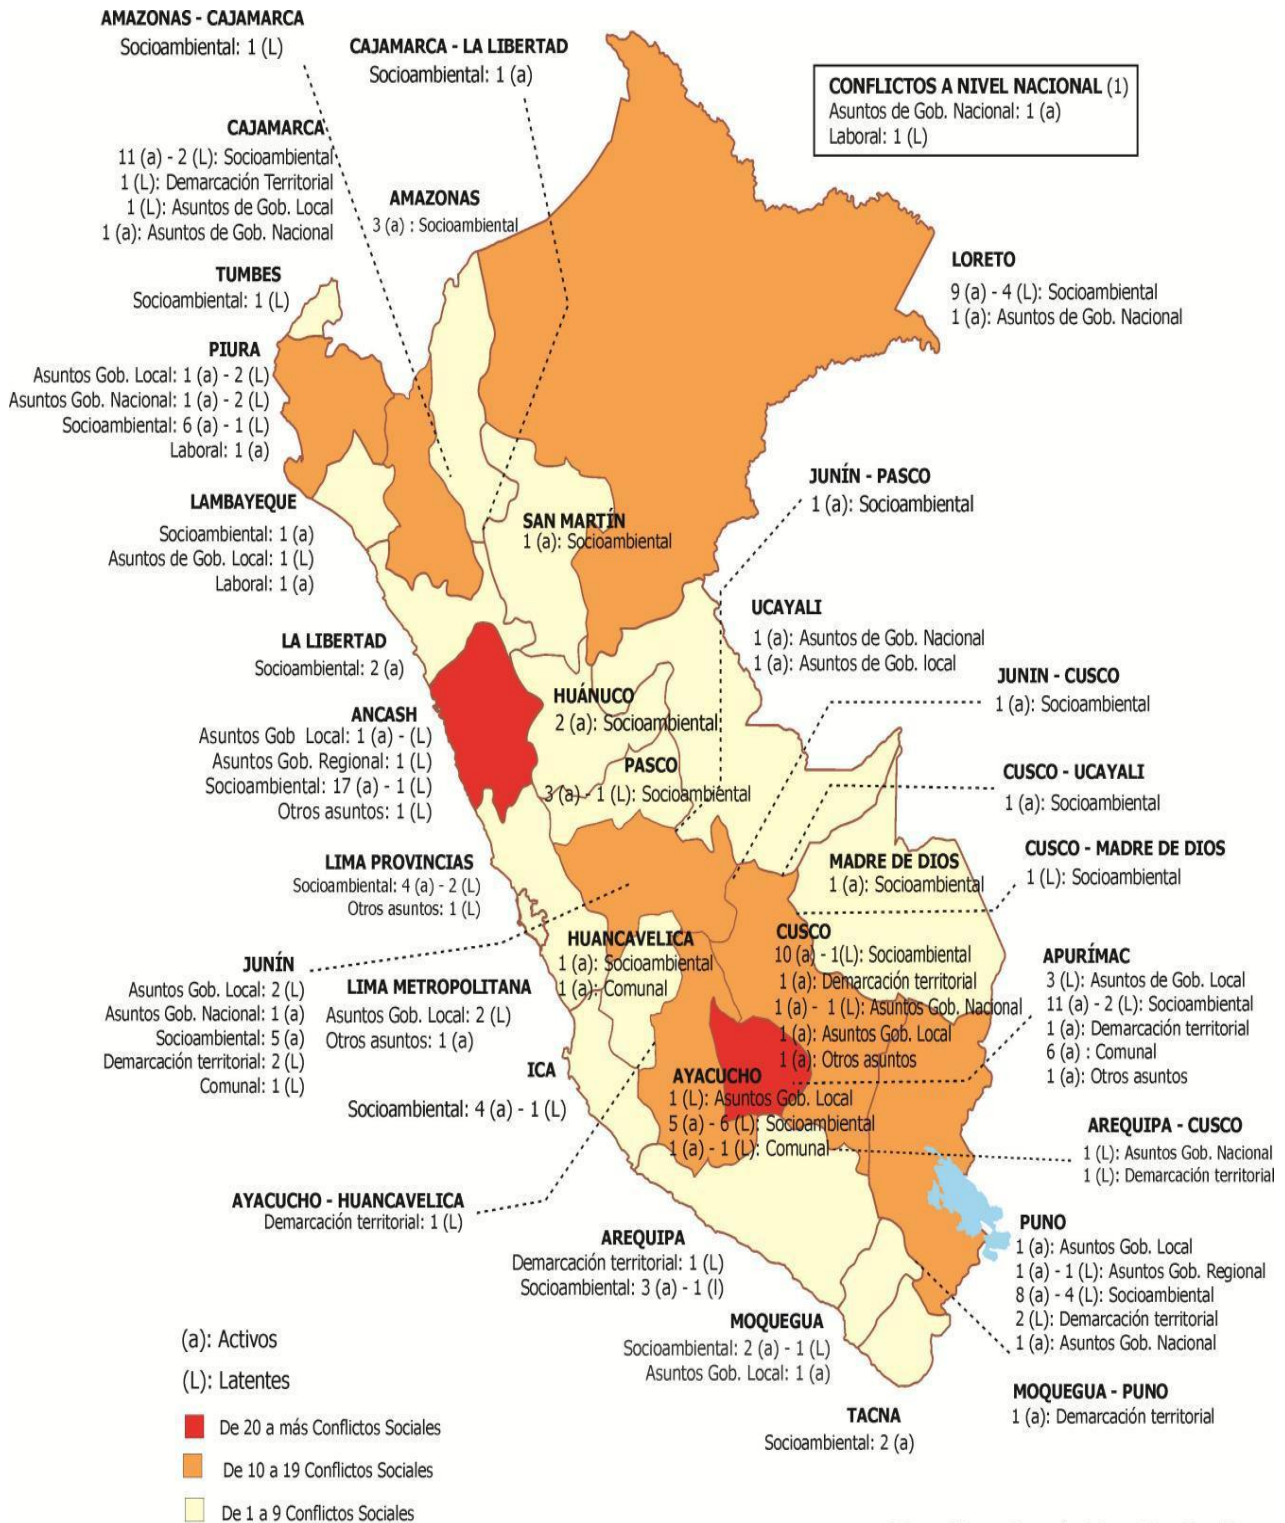 AMAZONAS - CAJAMARCA
Socioambiental: 1 (L)
CAJAMARCA - LA LIBERTAD
Socioambiental: 1 (a)
CONFLICTOS A NIVEL NACIONAL (1)
Asuntos de Gob. Nacional: 1 (a)
Laboral: 1 (L)
CAJAMARCA
11 (a) - 2 (L): Socioambiental
1 (L): Demarcación Territorial
1 (L): Asuntos de Gob. Local
1 (a): Asuntos de Gob. Nacional
AMAZONAS
3 (a) : Socioambiental
LORETO
9 (a) - 4 (L): Socioambiental
1 (a): Asuntos de Gob. Nacional
TUMBES
Socioambiental: 1 (L)
PIURA
Asuntos Gob. Local: 1 (a) - 2 (L)
Asuntos Gob. Nacional: 1 (a) - 2 (L)
Socioambiental: 6 (a) - 1 (L)
Laboral: 1 (a)
LAMBAYEQUE
Socioambiental: 1 (a)
Asuntos de Gob. Local: 1 (L)
Laboral: 1 (a)
SAN MARTÍN
1 (a): Socioambiental
JUNÍN - PASCO
1 (a): Socioambiental
UCAYALI
1 (a): Asuntos de Gob. Nacional
1 (a): Asuntos de Gob. local
LA LIBERTAD
Socioambiental: 2 (a)
JUNIN - CUSCO
1 (a): Socioambiental
HUÁNUCO
2 (a): Socioambiental
ANCASH
Asuntos Gob Local: 1 (a) - (L)
Asuntos Gob. Regional: 1 (L)
Socioambiental: 17 (a) - 1 (L)
Otros asuntos: 1 (L)
PASCO
3 (a) - 1 (L): Socioambiental
CUSCO - UCAYALI
1 (a): Socioambiental
CUSCO - MADRE DE DIOS
1 (L): Socioambiental
LIMA PROVINCIAS
Socioambiental: 4 (a) - 2 (L)
Otros asuntos: 1 (L)
MADRE DE DIOS
1 (a): Socioambiental
HUANCAVELICA
1 (a): Socioambiental
1 (a): Comunal
CUSCO
10 (a) - 1(L): Socioambiental
1 (a): Demarcación territorial
1 (a) - 1 (L): Asuntos Gob. Nacional
1 (a): Asuntos Gob. Local
1 (a): Otros asuntos
APURÍMAC
3 (L): Asuntos de Gob. Local
11 (a) - 2 (L): Socioambiental
1 (a): Demarcación territorial
6 (a) : Comunal
1 (a): Otros asuntos
JUNÍN
Asuntos Gob. Local: 2 (L)
Asuntos Gob. Nacional: 1 (a)
Socioambiental: 5 (a)
Demarcación territorial: 2 (L)
Comunal: 1 (L)
LIMA METROPOLITANA
Asuntos Gob. Local: 2 (L)
Otros asuntos: 1 (a)
ICA
Socioambiental: 4 (a) - 1 (L)
AYACUCHO
1 (L): Asuntos Gob. Local
5 (a) - 6 (L): Socioambiental
1 (a) - 1 (L): Comunal
AREQUIPA - CUSCO
1 (L): Asuntos Gob. Nacional
1 (L): Demarcación territorial
AYACUCHO - HUANCAVELICA
Demarcación territorial: 1 (L)
AREQUIPA
Demarcación territorial: 1 (L)
Socioambiental: 3 (a) - 1 (l)
PUNO
1 (a): Asuntos Gob. Local
1 (a) - 1 (L): Asuntos Gob. Regional
8 (a) - 4 (L): Socioambiental
2 (L): Demarcación territorial
1 (a): Asuntos Gob. Nacional
MOQUEGUA
Socioambiental: 2 (a) - 1 (L)
Asuntos Gob. Local: 1 (a)
MOQUEGUA - PUNO
1 (a): Demarcación territorial
TACNA
Socioambiental: 2 (a)
(a): Activos
(L): Latentes
De 20 a más Conflictos Sociales
De 10 a 19 Conflictos Sociales
De 1 a 9 Conflictos Sociales